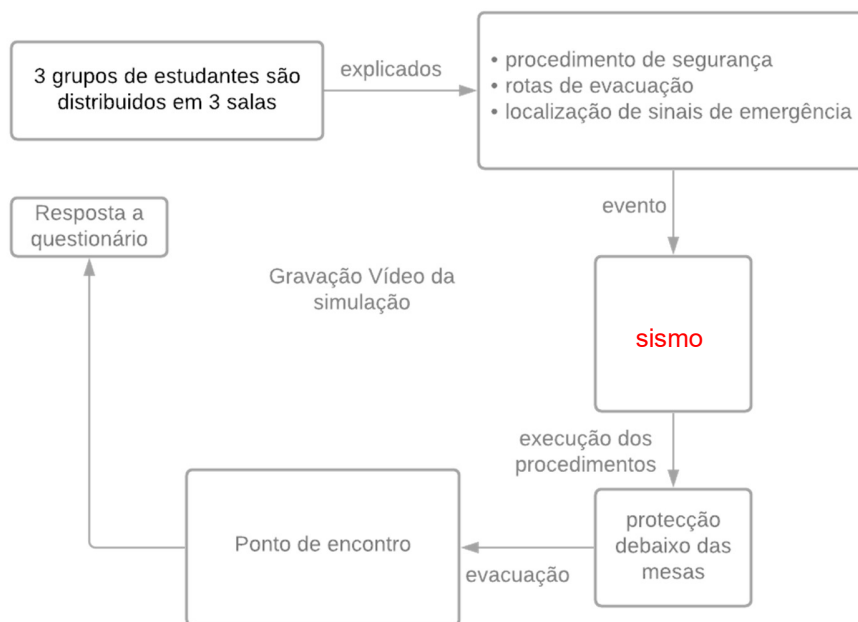 3 grupos de estudantes são
distribuidos em 3 salas
explicados
• procedimento de segurança
• rotas de evacuação
• localização de sinais de emergência
evento
sismo
execução dos
procedimentos
protecção
debaixo das
mesas
evacuação
Ponto de encontro
Resposta a
questionário
Gravação Vídeo da
simulação